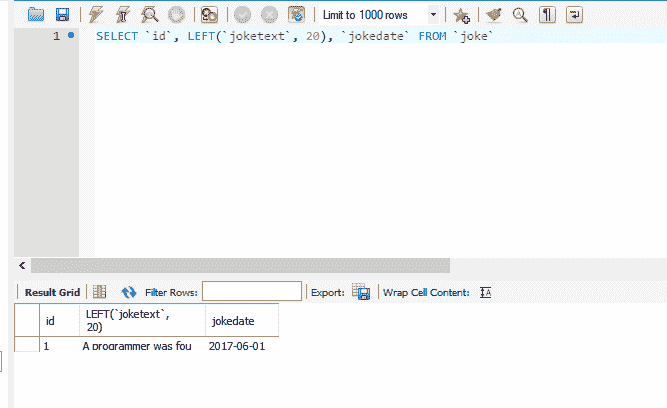 Limit to 1000 rows
1 SELECT `id`, LEFT(`joketext`, 20), `jokedate` FROM `joke`
Result Grid Filter Rows: Export: Wrap Cell Content:
id LEFT(`joketext`, 20) jokedate
1 A programmer was fou 2017-06-01